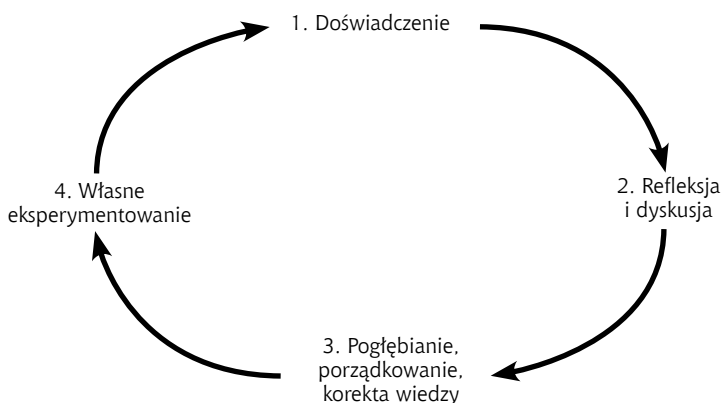 1. Doświadczenie
2. Refleksja
i dyskusja
3. Pogłębianie,
porządkowanie,
korekta wiedzy
4. Własne
eksperymentowanie